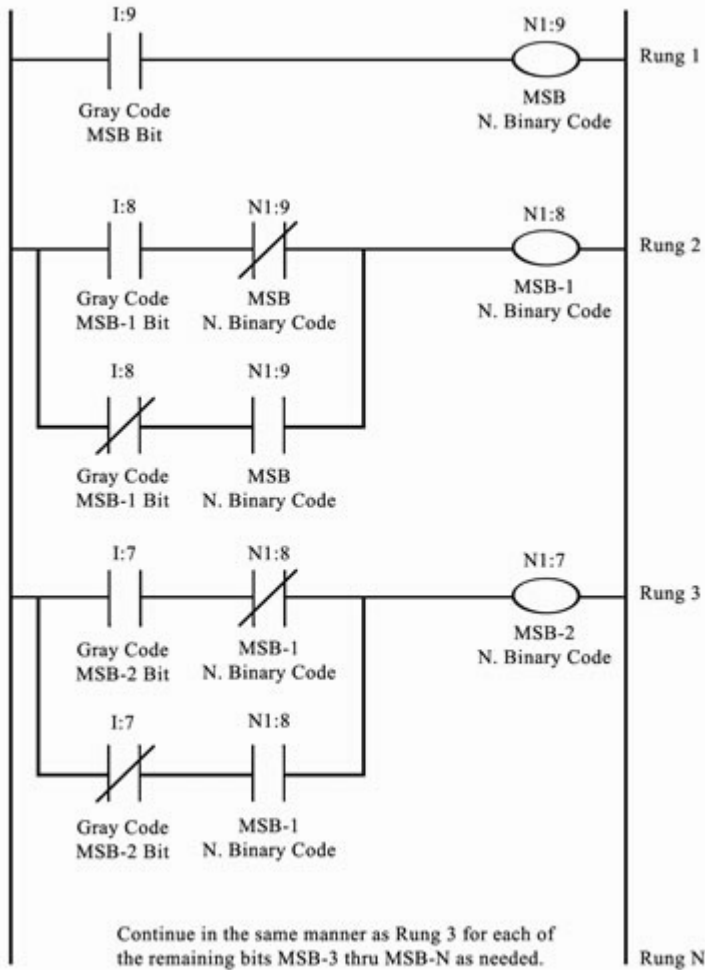 I:9
N1:9
Rung 1
Gray Code
MSB Bit
MSB
N. Binary Code
I:8
N1:9
N1:8
Rung 2
Gray Code
MSB-1 Bit
MSB
N. Binary Code
MSB-1
N. Binary Code
I:8
N1:9
Gray Code
MSB-1 Bit
MSB
N. Binary Code
I:7
N1:8
N1:7
Rung 3
Gray Code
MSB-2 Bit
MSB-1
N. Binary Code
MSB-2
N. Binary Code
I:7
N1:8
Gray Code
MSB-2 Bit
MSB-1
N. Binary Code
Continue in the same manner as Rung 3 for each of
the remaining bits MSB-3 thru MSB-N as needed.
Rung N